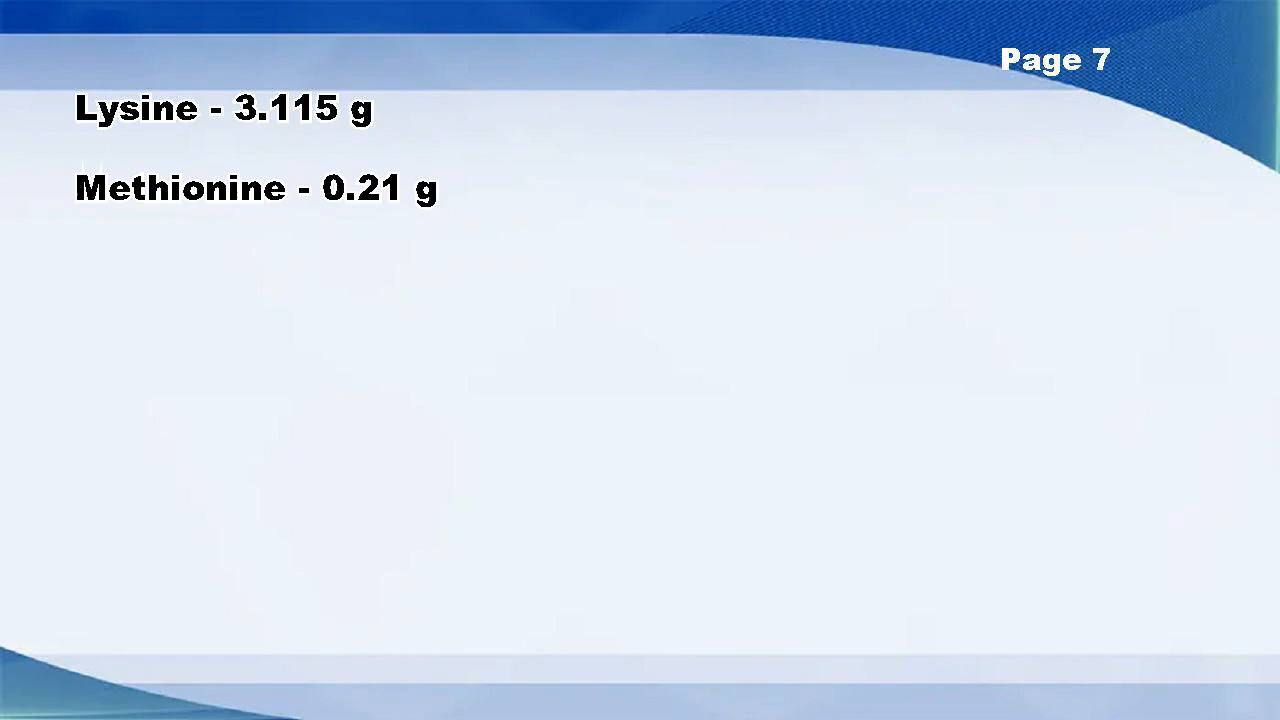 Page 7
Lysine - 3.115 g
Methionine - 0.21 g